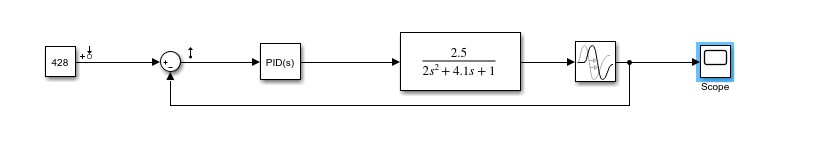 428
+
-
PID(s)
2.5
2s² + 4.1s + 1
Scope